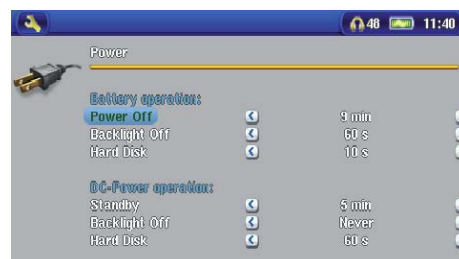 48 11:40
Power
Battery operation:
Power Off 9 min
Backlight Off 60 s
Hard Disk 10 s
DC-Power operation:
Standby 5 min
Backlight Off Never
Hard Disk 60 s